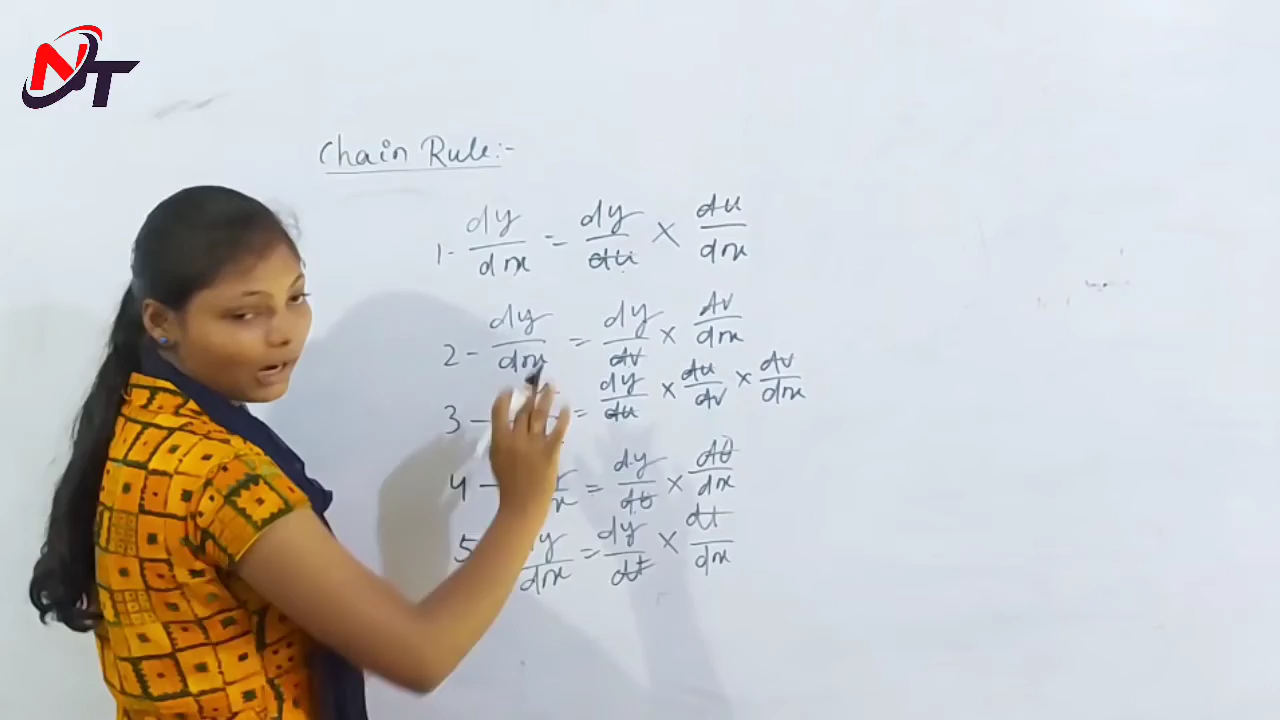 NT
Chain Rule:-
1- dy/dx = dy/du × du/dx
2- dy/dx = dy/dv × dv/dx
3- = dy/du × du/dv × dv/dx
4- = dy/dθ × dθ/dx
5 dy/dx = dy/dt × dt/dx